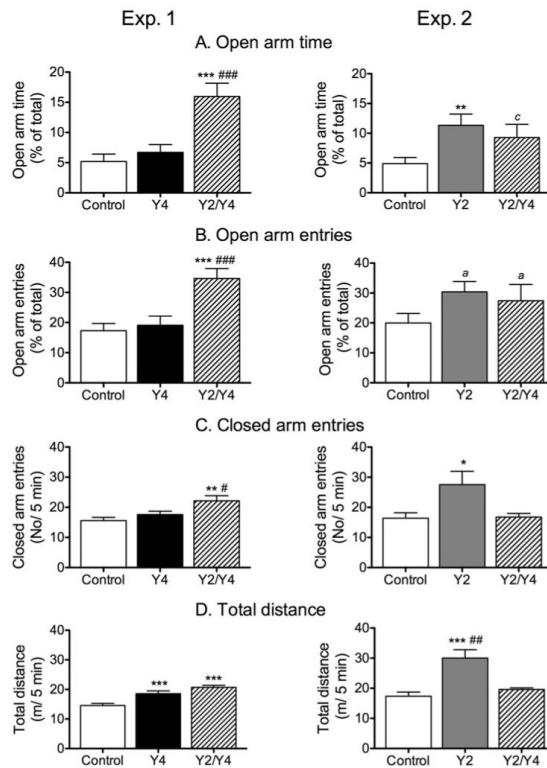 Exp. 1 Exp. 2
A. Open arm time
Open arm time
(% of total)
20
15
10
5
0
*** ###
Control Y4 Y2/Y4
Open arm time
(% of total)
20
15
10
5
0
**
c
Control Y2 Y2/Y4
B. Open arm entries
Open arm entries
(% of total)
40
30
20
10
0
*** ###
Control Y4 Y2/Y4
Open arm entries
(% of total)
40
30
20
10
0
a a
Control Y2 Y2/Y4
C. Closed arm entries
Closed arm entries
(No/ 5 min)
40
30
20
10
0
** #
Control Y4 Y2/Y4
Closed arm entries
(No/ 5 min)
40
30
20
10
0
*
Control Y2 Y2/Y4
D. Total distance
Total distance
(m/ 5 min)
40
30
20
10
0
*** ***
Control Y4 Y2/Y4
Total distance
(m/ 5 min)
40
30
20
10
0
*** ##
Control Y2 Y2/Y4